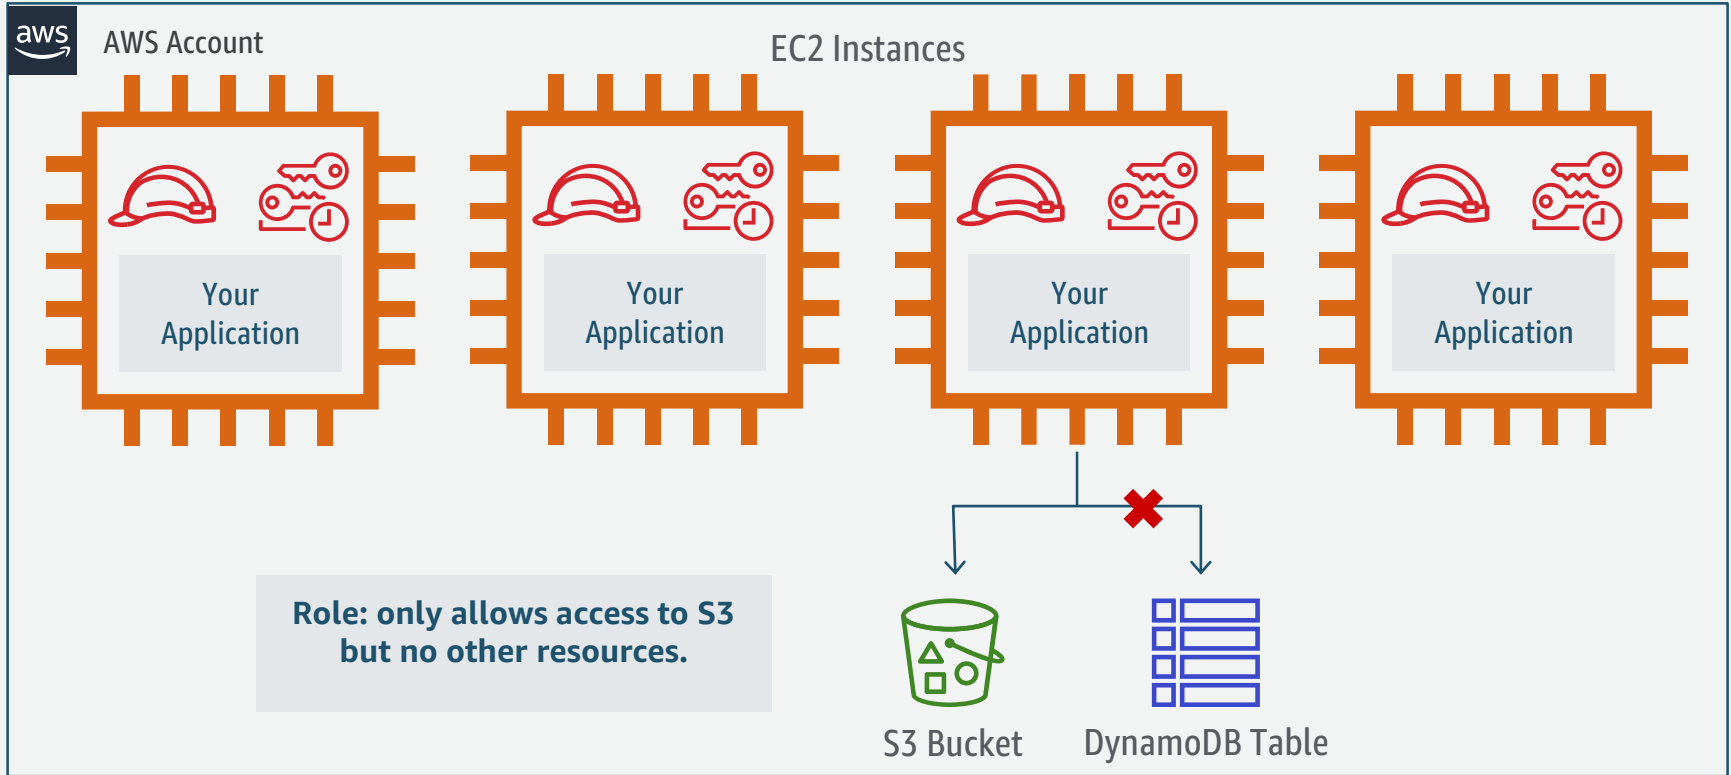 aws
AWS Account
EC2 Instances
Your
Application
Your
Application
Your
Application
Your
Application
Role: only allows access to S3
but no other resources.
S3 Bucket
DynamoDB Table